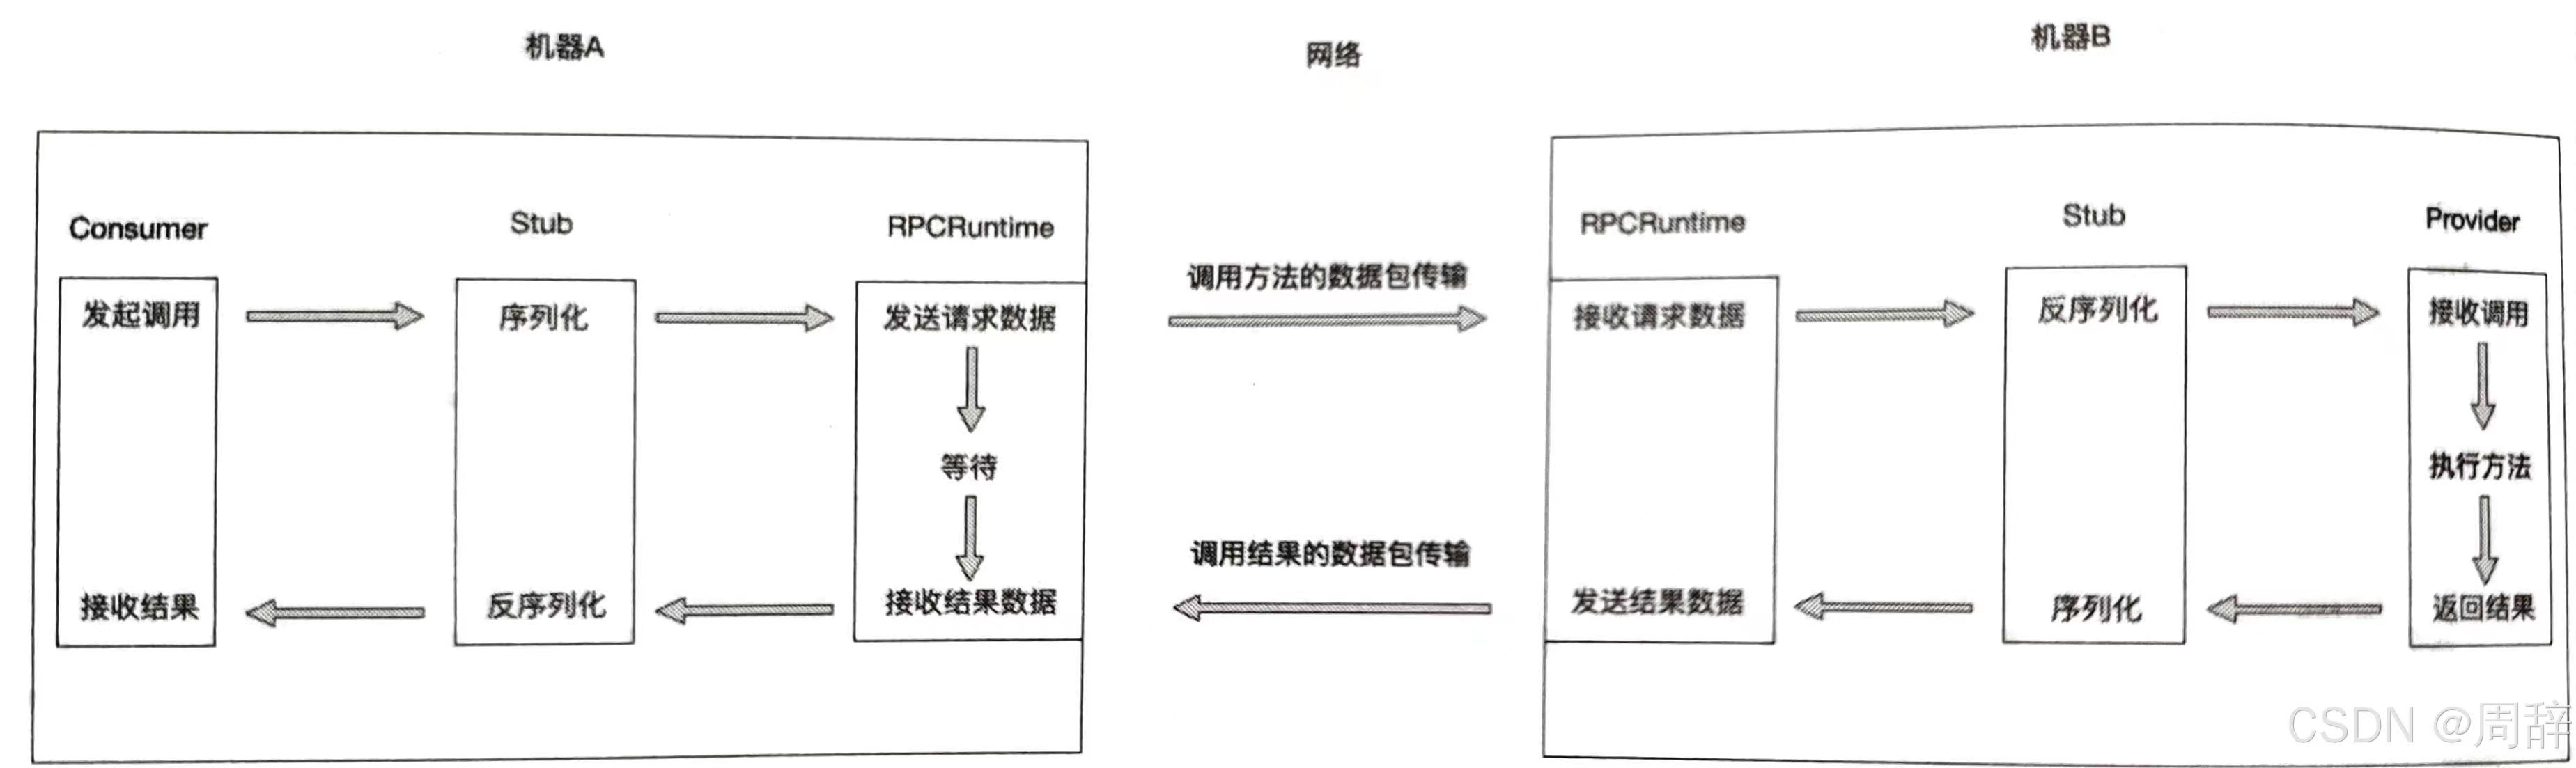 机器A
网络
机器B
Consumer
Stub
RPCRuntime
RPCRuntime
Stub
Provider
发起调用
序列化
发送请求数据
调用方法的数据包传输
接收请求数据
反序列化
接收调用
等待
执行方法
接收结果
反序列化
接收结果数据
调用结果的数据包传输
发送结果数据
序列化
返回结果
CSDN @周辞